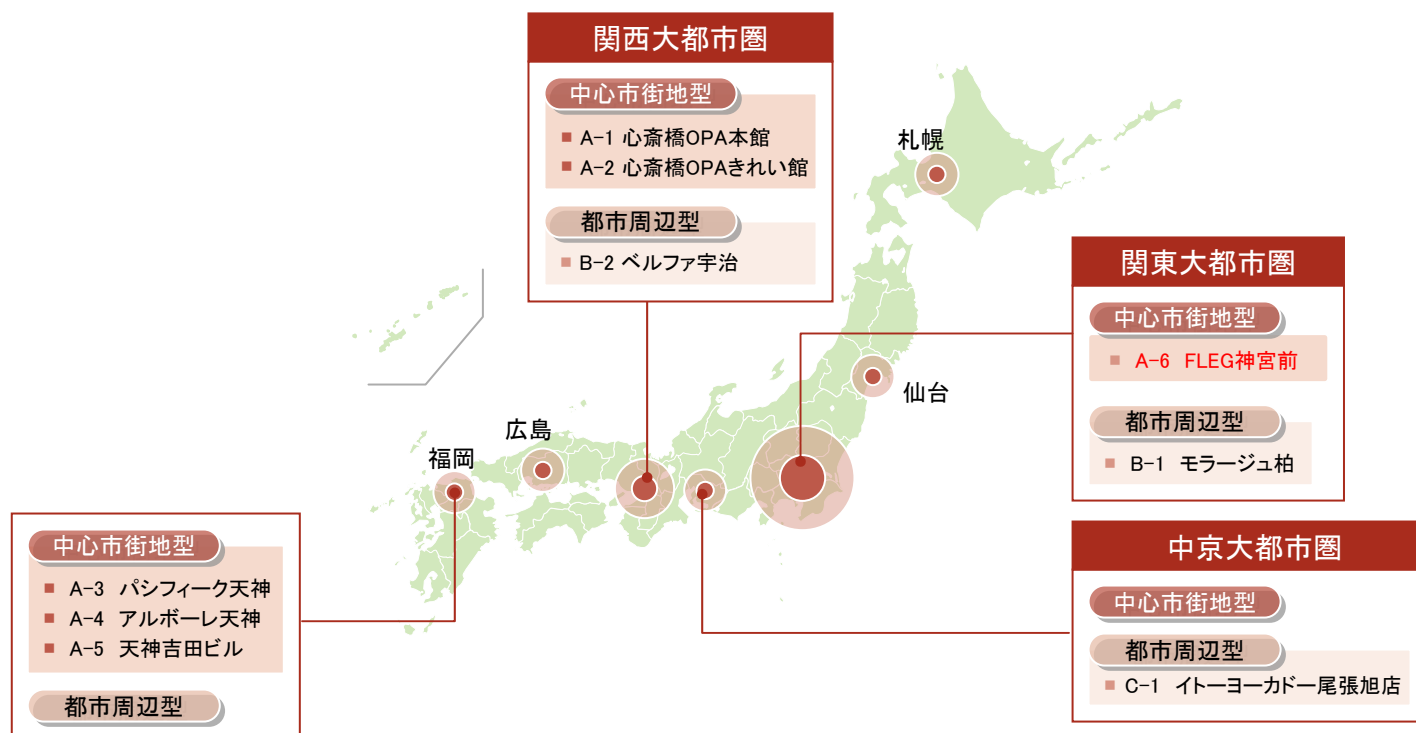 関西大都市圏
中心市街地型
■ A-1 心斎橋OPA本館
■ A-2 心斎橋OPAきれい館
都市周辺型
■ B-2 ベルファ宇治
札幌
仙台
広島
福岡
関東大都市圏
中心市街地型
■ A-6 FLEG神宮前
都市周辺型
■ B-1 モラージュ柏
中京大都市圏
中心市街地型
都市周辺型
■ C-1 イトーヨーカドー尾張旭店
中心市街地型
■ A-3 パシフィーク天神
■ A-4 アルボーレ天神
■ A-5 天神吉田ビル
都市周辺型